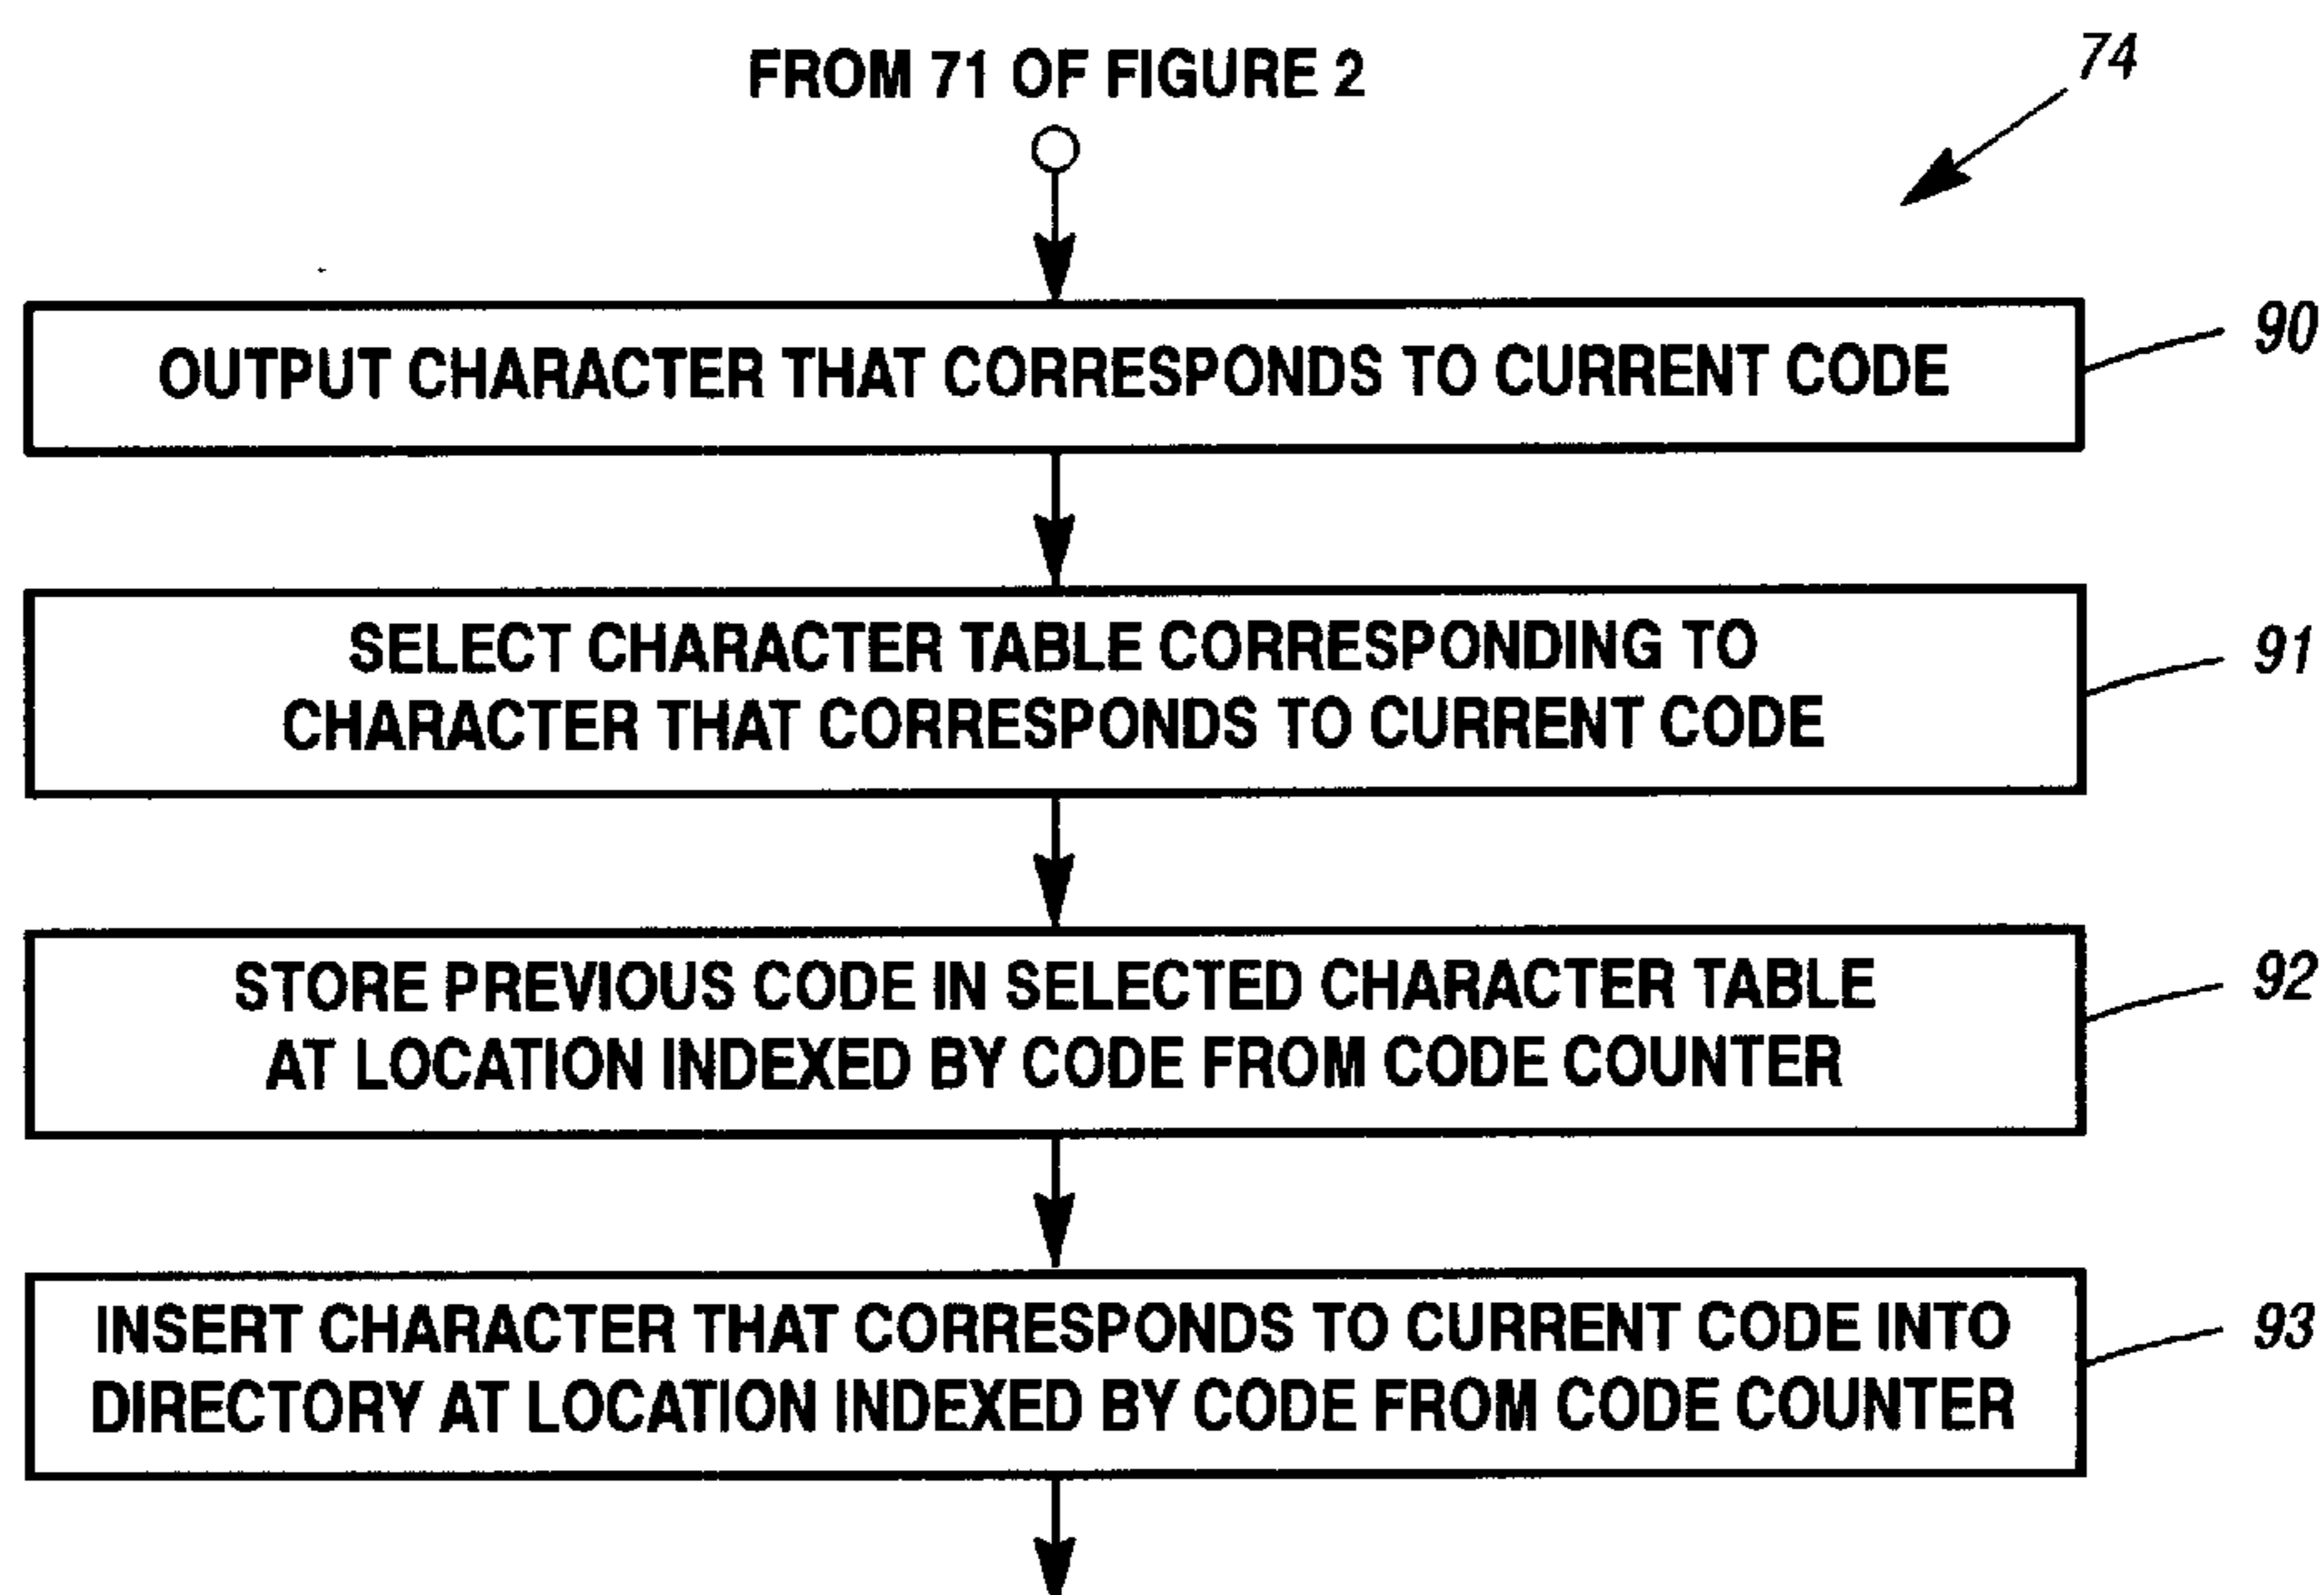 FROM 71 OF FIGURE 2
74
OUTPUT CHARACTER THAT CORRESPONDS TO CURRENT CODE
90
SELECT CHARACTER TABLE CORRESPONDING TO
CHARACTER THAT CORRESPONDS TO CURRENT CODE
91
STORE PREVIOUS CODE IN SELECTED CHARACTER TABLE
AT LOCATION INDEXED BY CODE FROM CODE COUNTER
92
INSERT CHARACTER THAT CORRESPONDS TO CURRENT CODE INTO
DIRECTORY AT LOCATION INDEXED BY CODE FROM CODE COUNTER
93